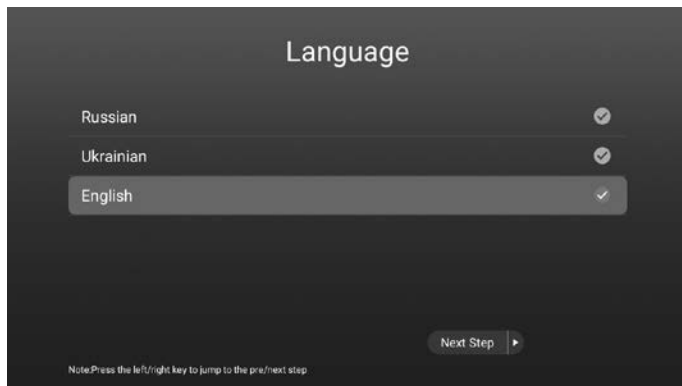 Language
Russian
Ukrainian
English
Next Step
Note:Press the left/right key to jump to the pre/next step